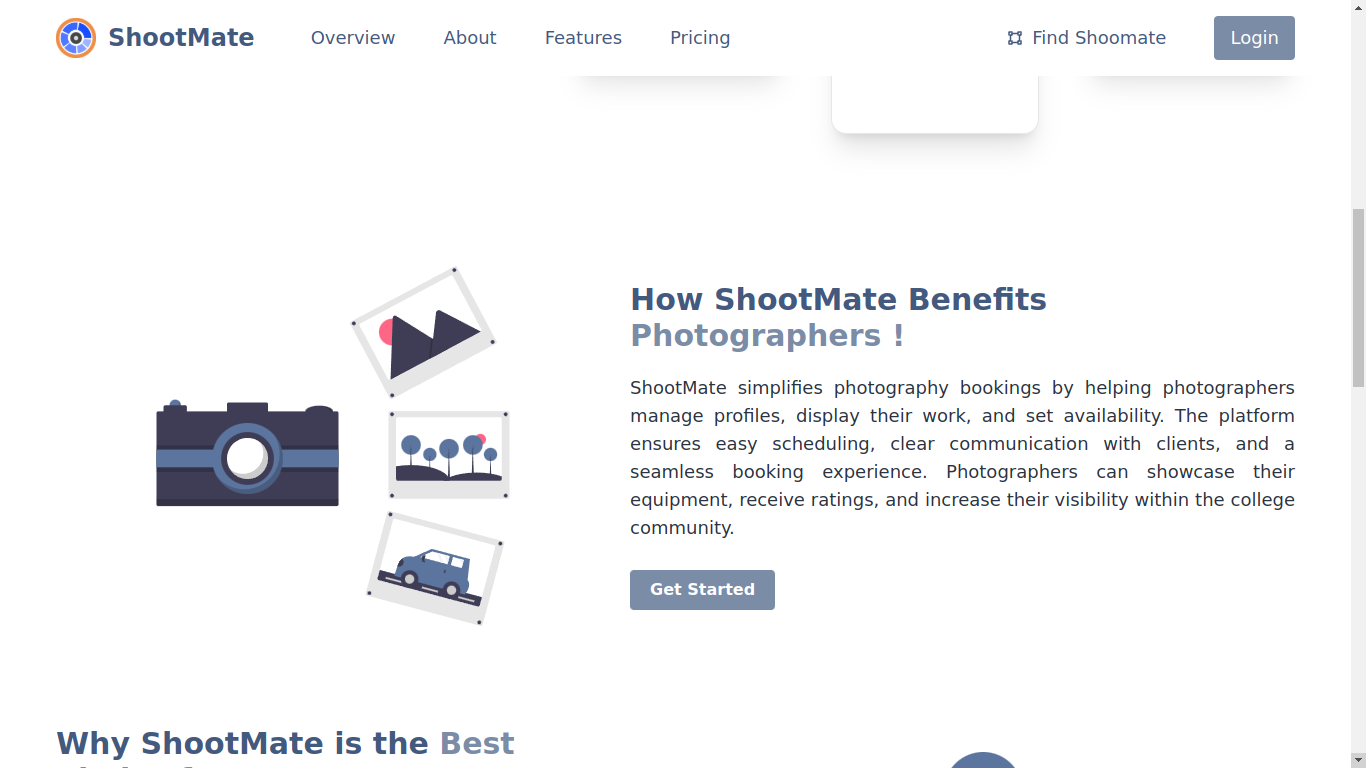 ShootMate
Overview
About
Features
Pricing
Find Shoomate
Login
How ShootMate Benefits
Photographers !
ShootMate simplifies photography bookings by helping photographers
manage profiles, display their work, and set availability. The platform
ensures easy scheduling, clear communication with clients, and a
seamless booking experience. Photographers can showcase their
equipment, receive ratings, and increase their visibility within the college
community.
Get Started
Why ShootMate is the Best